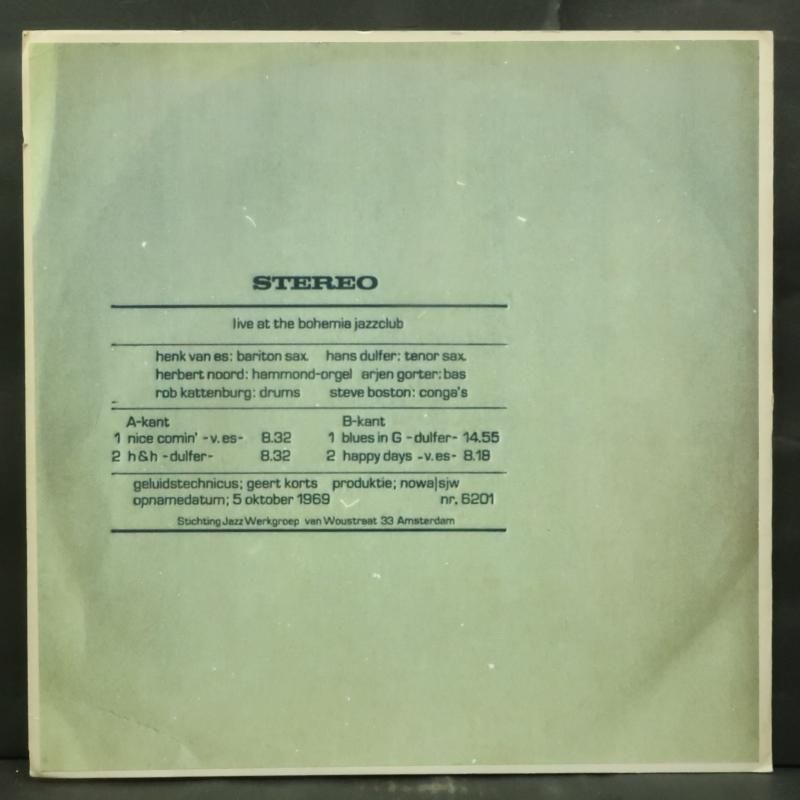 STEREO
live at the bohemia jazzclub
henk van es: bariton sax. hans dulfer: tenor sax.
herbert noord: hammond-orgel arjen gorter: bas
rob kattenburg: drums steve boston: conga's
A-kant B-kant
1 nice comin' -v.es- 8.32 1 blues in G -dulfer- 14.55
2 h&h -dulfer- 8.32 2 happy days -v.es- 8.18
geluidstechnicus; geert korts produktie; nowa|sjw
opnamedatum; 5 oktober 1969 nr. 6201
Stichting Jazz Werkgroep van Woustraat 33 Amsterdam